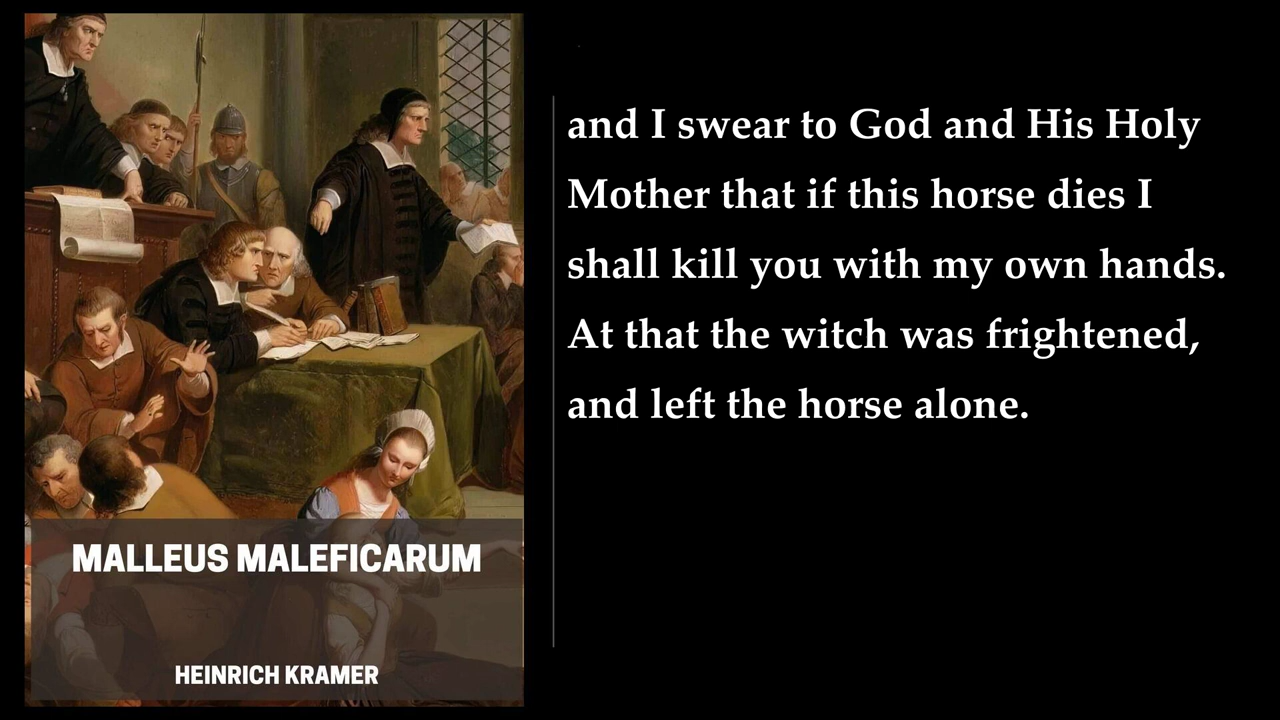 and I swear to God and His Holy
Mother that if this horse dies I
shall kill you with my own hands.
At that the witch was frightened,
and left the horse alone.
MALLEUS MALEFICARUM
HEINRICH KRAMER